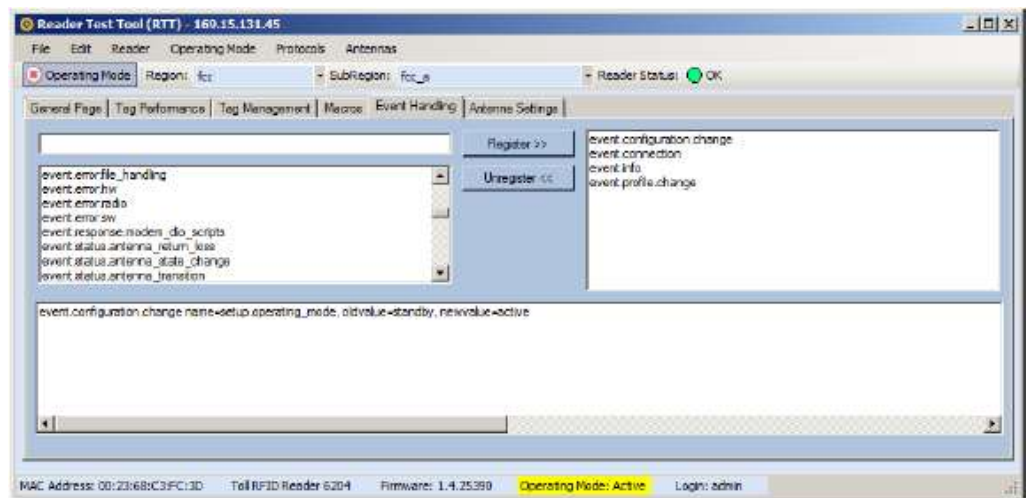 Reader Test Tool (RTT) - 160.15.131.45
File Edit Reader Operating Mode Protocols Antennas
Operating Mode Region: fcc SubRegion: fcc_a Reader Status: OK
General Page Tag Performance Tag Management Macros Event Handling Antenna Settings
Register >>
Unregister <<
event.error.file_handling
event.error.hw
event.error.radio
event.error.sw
event.response.modem_dio_scripts
event.status.antenna_return_loss
event.status.antenna_state_change
event.status.antenna_transition
event.configuration.change
event.connection
event.info
event.profile.change
event.configuration.change name=setup.operating_mode, oldvalue=standby, newvalue=active
MAC Address: 00:23:68:C3:FC:3D Toll RFID Reader 6204 Firmware: 1.4.25390 Operating Mode: Active Login: admin